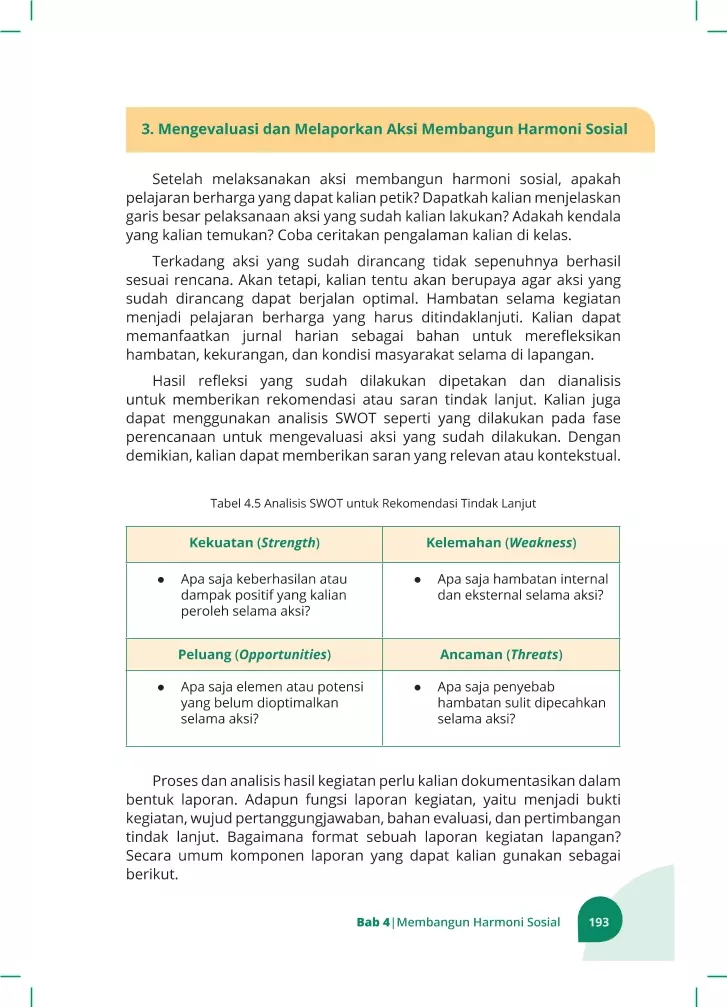 3. Mengevaluasi dan Melaporkan Aksi Membangun Harmoni Sosial
Setelah melaksanakan aksi membangun harmoni sosial, apakah
pelajaran berharga yang dapat kalian petik? Dapatkah kalian menjelaskan
garis besar pelaksanaan aksi yang sudah kalian lakukan? Adakah kendala
yang kalian temukan? Coba ceritakan pengalaman kalian di kelas.
Terkadang aksi yang sudah dirancang tidak sepenuhnya berhasil
sesuai rencana. Akan tetapi, kalian tentu akan berupaya agar aksi yang
sudah dirancang dapat berjalan optimal. Hambatan selama kegiatan
menjadi pelajaran berharga yang harus ditindaklanjuti. Kalian dapat
memanfaatkan jurnal harian sebagai bahan untuk merefleksikan
hambatan, kekurangan, dan kondisi masyarakat selama di lapangan.
Hasil refleksi yang sudah dilakukan dipetakan dan dianalisis
untuk memberikan rekomendasi atau saran tindak lanjut. Kalian juga
dapat menggunakan analisis SWOT seperti yang dilakukan pada fase
perencanaan untuk mengevaluasi aksi yang sudah dilakukan. Dengan
demikian, kalian dapat memberikan saran yang relevan atau kontekstual.
Tabel 4.5 Analisis SWOT untuk Rekomendasi Tindak Lanjut
Kekuatan (Strength)
Kelemahan (Weakness)
● Apa saja keberhasilan atau
dampak positif yang kalian
peroleh selama aksi?
● Apa saja hambatan internal
dan eksternal selama aksi?
Peluang (Opportunities)
Ancaman (Threats)
● Apa saja elemen atau potensi
yang belum dioptimalkan
selama aksi?
● Apa saja penyebab
hambatan sulit dipecahkan
selama aksi?
Proses dan analisis hasil kegiatan perlu kalian dokumentasikan dalam
bentuk laporan. Adapun fungsi laporan kegiatan, yaitu menjadi bukti
kegiatan, wujud pertanggungjawaban, bahan evaluasi, dan pertimbangan
tindak lanjut. Bagaimana format sebuah laporan kegiatan lapangan?
Secara umum komponen laporan yang dapat kalian gunakan sebagai
berikut.
Bab 4|Membangun Harmoni Sosial 193